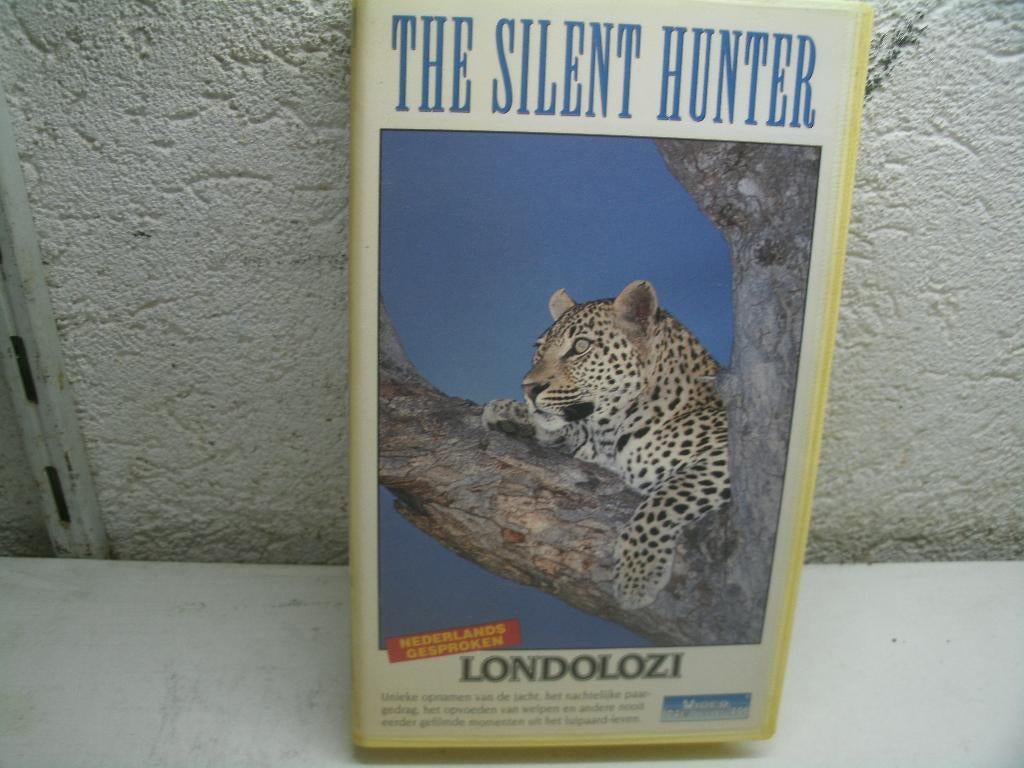 THE SILENT HUNTER
NEDERLANDS
GESPROKEN
LONDOLOZI
Unieke opnamen van de jacht, het nachtelijke paar-
gedrag, het opvoeden van welpen en andere nooit
eerder gefilmde momenten uit het luipaard-leven.
VIDEO